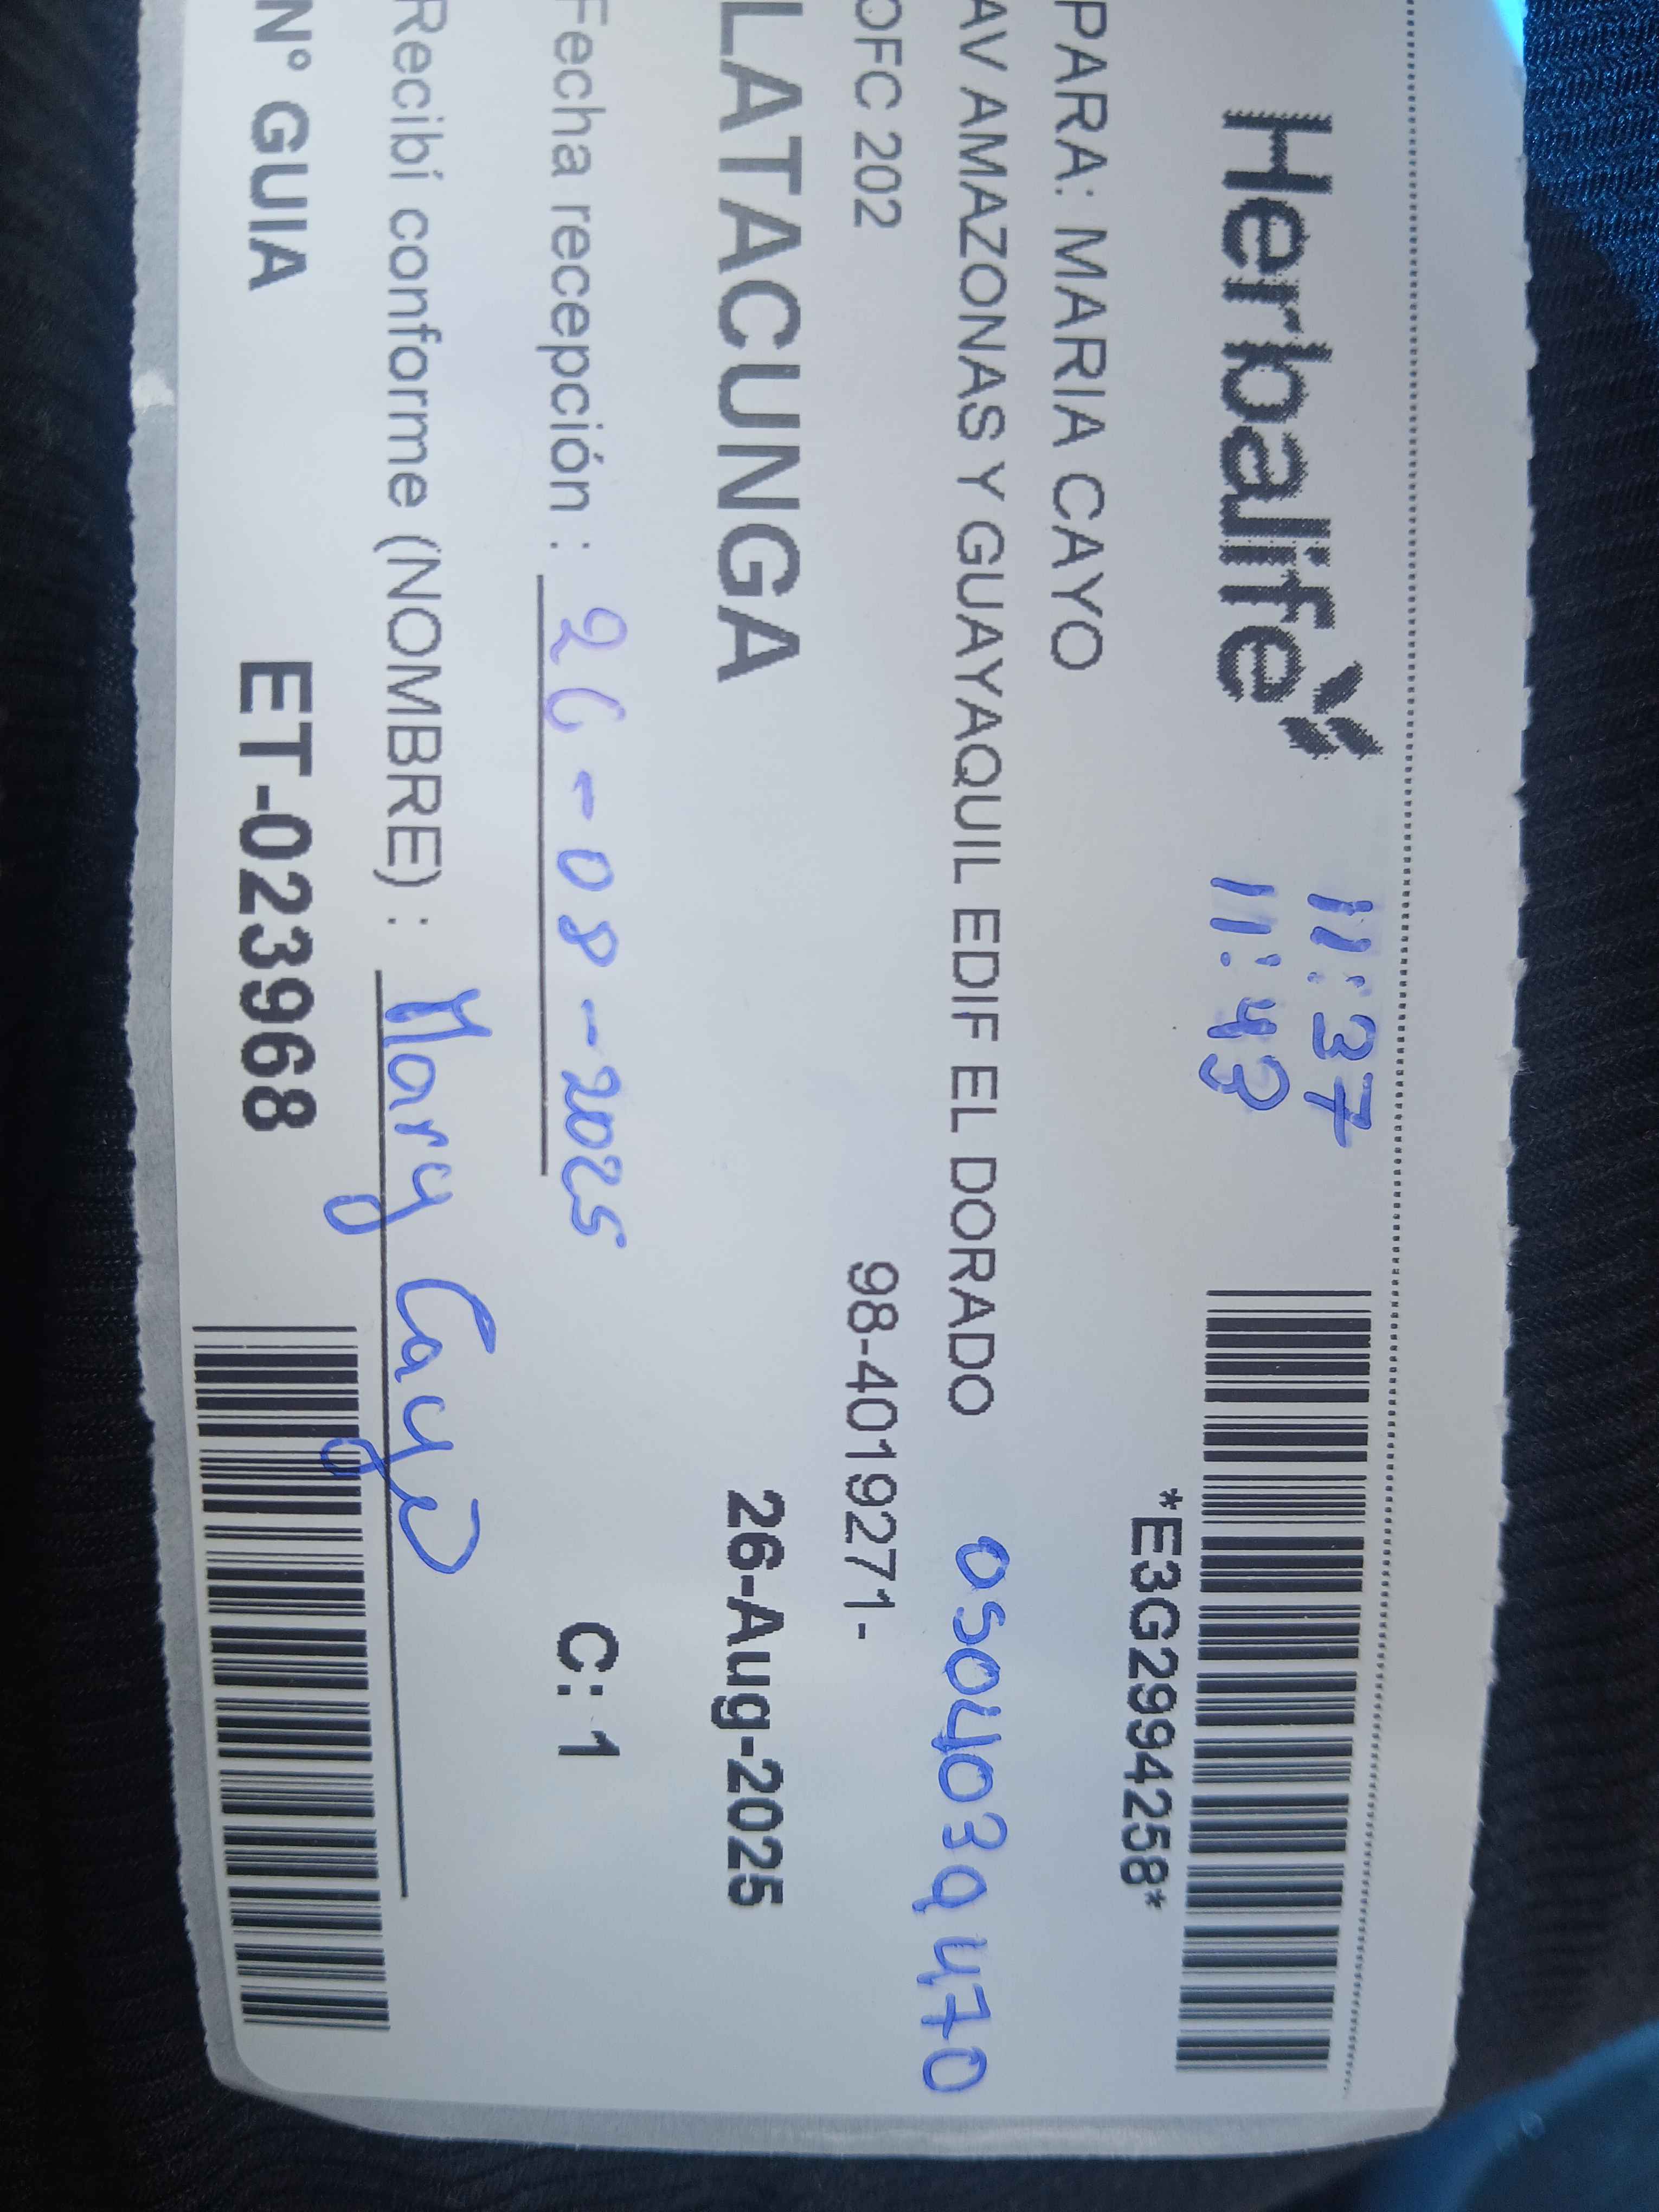 Herbalife
11:37
11:43
*E3G2994258*
PARA: MARIA CAYO
AV AMAZONAS Y GUAYAQUIL EDIF EL DORADO
0504039470
OFC 202
98-4019271-
LATACUNGA
26-Aug-2025
Fecha recepción : 26-08-2025
C: 1
Recibí conforme (NOMBRE) : Mary Cayo
N° GUIA
ET-023968